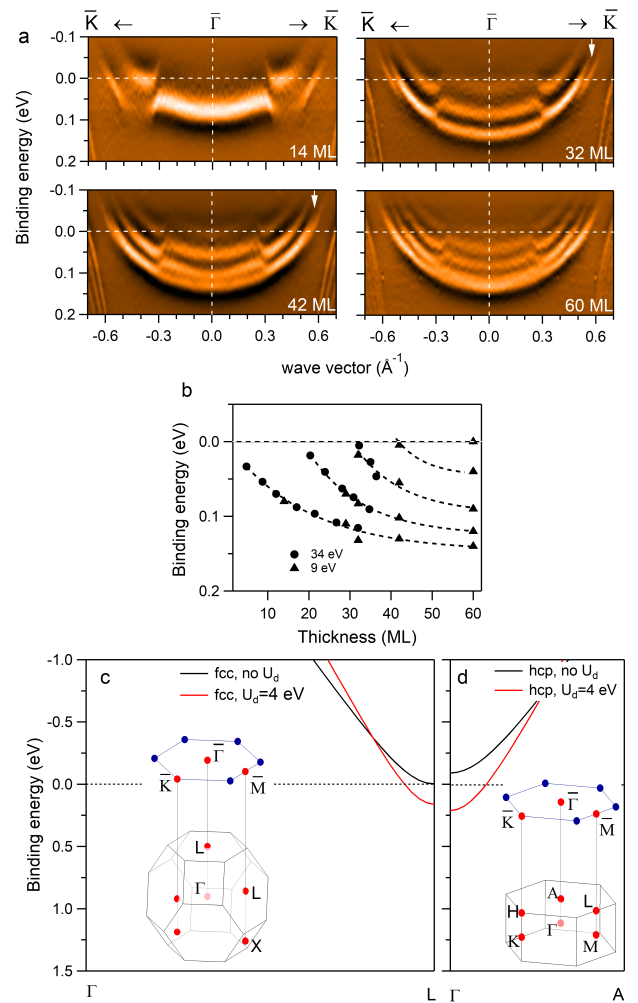 K̅ ← Γ̅ → K̅ K̅ ← Γ̅ → K̅
a
-0.1
0.0
0.1
0.2
14 ML
32 ML
Binding energy (eV)
-0.1
0.0
0.1
0.2
42 ML
60 ML
-0.6 -0.3 0.0 0.3 0.6 -0.6 -0.3 0.0 0.3 0.6
wave vector (Å⁻¹)
b
Binding energy (eV)
0.0
0.1
0.2
34 eV
9 eV
10 20 30 40 50 60
Thickness (ML)
Binding energy (eV)
-1.0
-0.5
0.0
0.5
1.0
1.5
c
fcc, no U_d
fcc, U_d=4 eV
Γ̅
K̅ M̅
L
Γ L
X
Γ L
d
hcp, no U_d
hcp, U_d=4 eV
Γ̅
K̅ M̅
A
H L
Γ
K M
Γ A